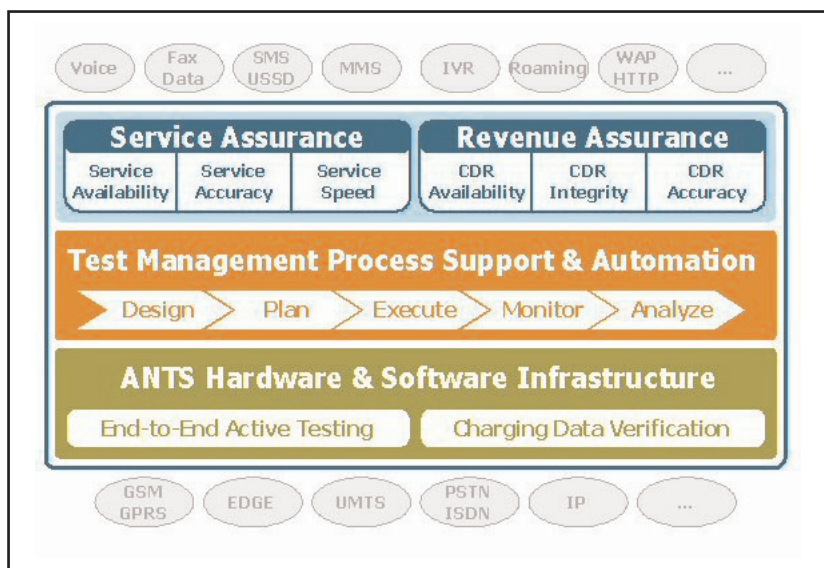 Voice
Fax
Data
SMS
USSD
MMS
IVR
Roaming
WAP
HTTP
...
Service Assurance
Service
Availability
Service
Accuracy
Service
Speed
Revenue Assurance
CDR
Availability
CDR
Integrity
CDR
Accuracy
Test Management Process Support & Automation
Design
Plan
Execute
Monitor
Analyze
ANTS Hardware & Software Infrastructure
End-to-End Active Testing
Charging Data Verification
GSM
GPRS
EDGE
UMTS
PSTN
ISDN
IP
...